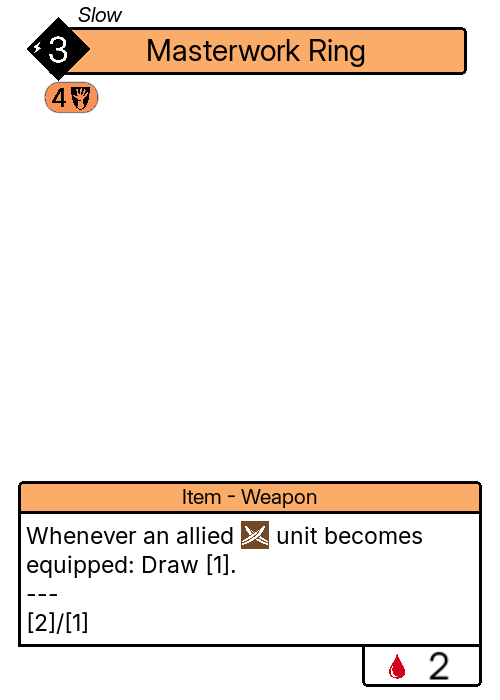 Slow
3 Masterwork Ring
4
Item - Weapon
Whenever an allied unit becomes
equipped: Draw [1].
---
[2]/[1]
2